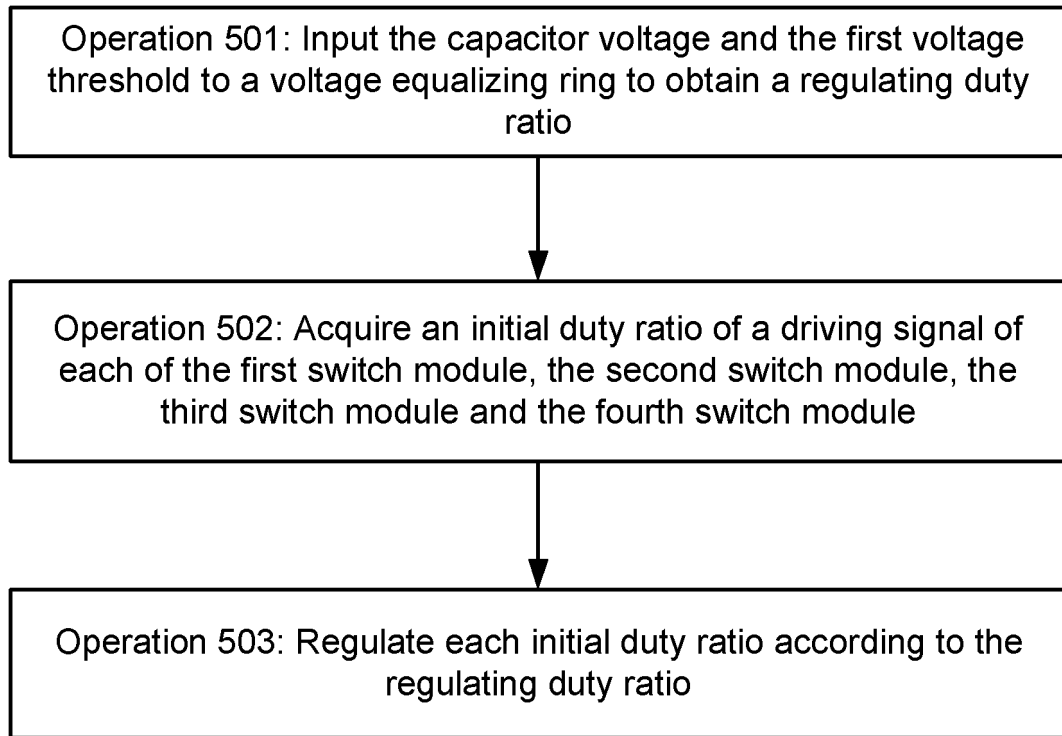 Operation 501: Input the capacitor voltage and the first voltage
threshold to a voltage equalizing ring to obtain a regulating duty
ratio
Operation 502: Acquire an initial duty ratio of a driving signal of
each of the first switch module, the second switch module, the
third switch module and the fourth switch module
Operation 503: Regulate each initial duty ratio according to the
regulating duty ratio